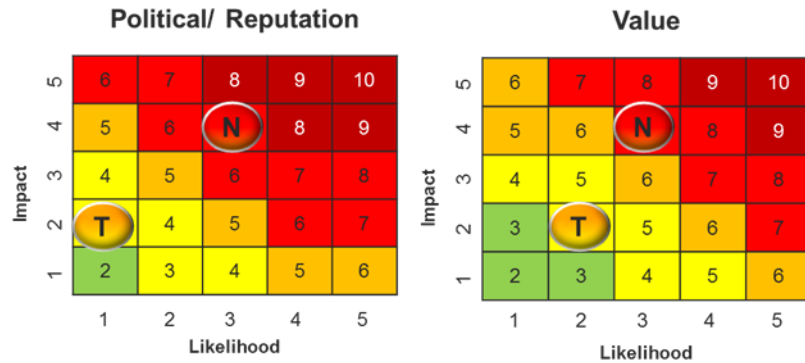 Political/ Reputation
Impact
5 6 7 8 9 10
4 5 6 N 8 9
3 4 5 6 7 8
2 T 4 5 6 7
1 2 3 4 5 6
1 2 3 4 5
Likelihood
Value
Impact
5 6 7 8 9 10
4 5 6 N 8 9
3 4 5 6 7 8
2 3 T 5 6 7
1 2 3 4 5 6
1 2 3 4 5
Likelihood